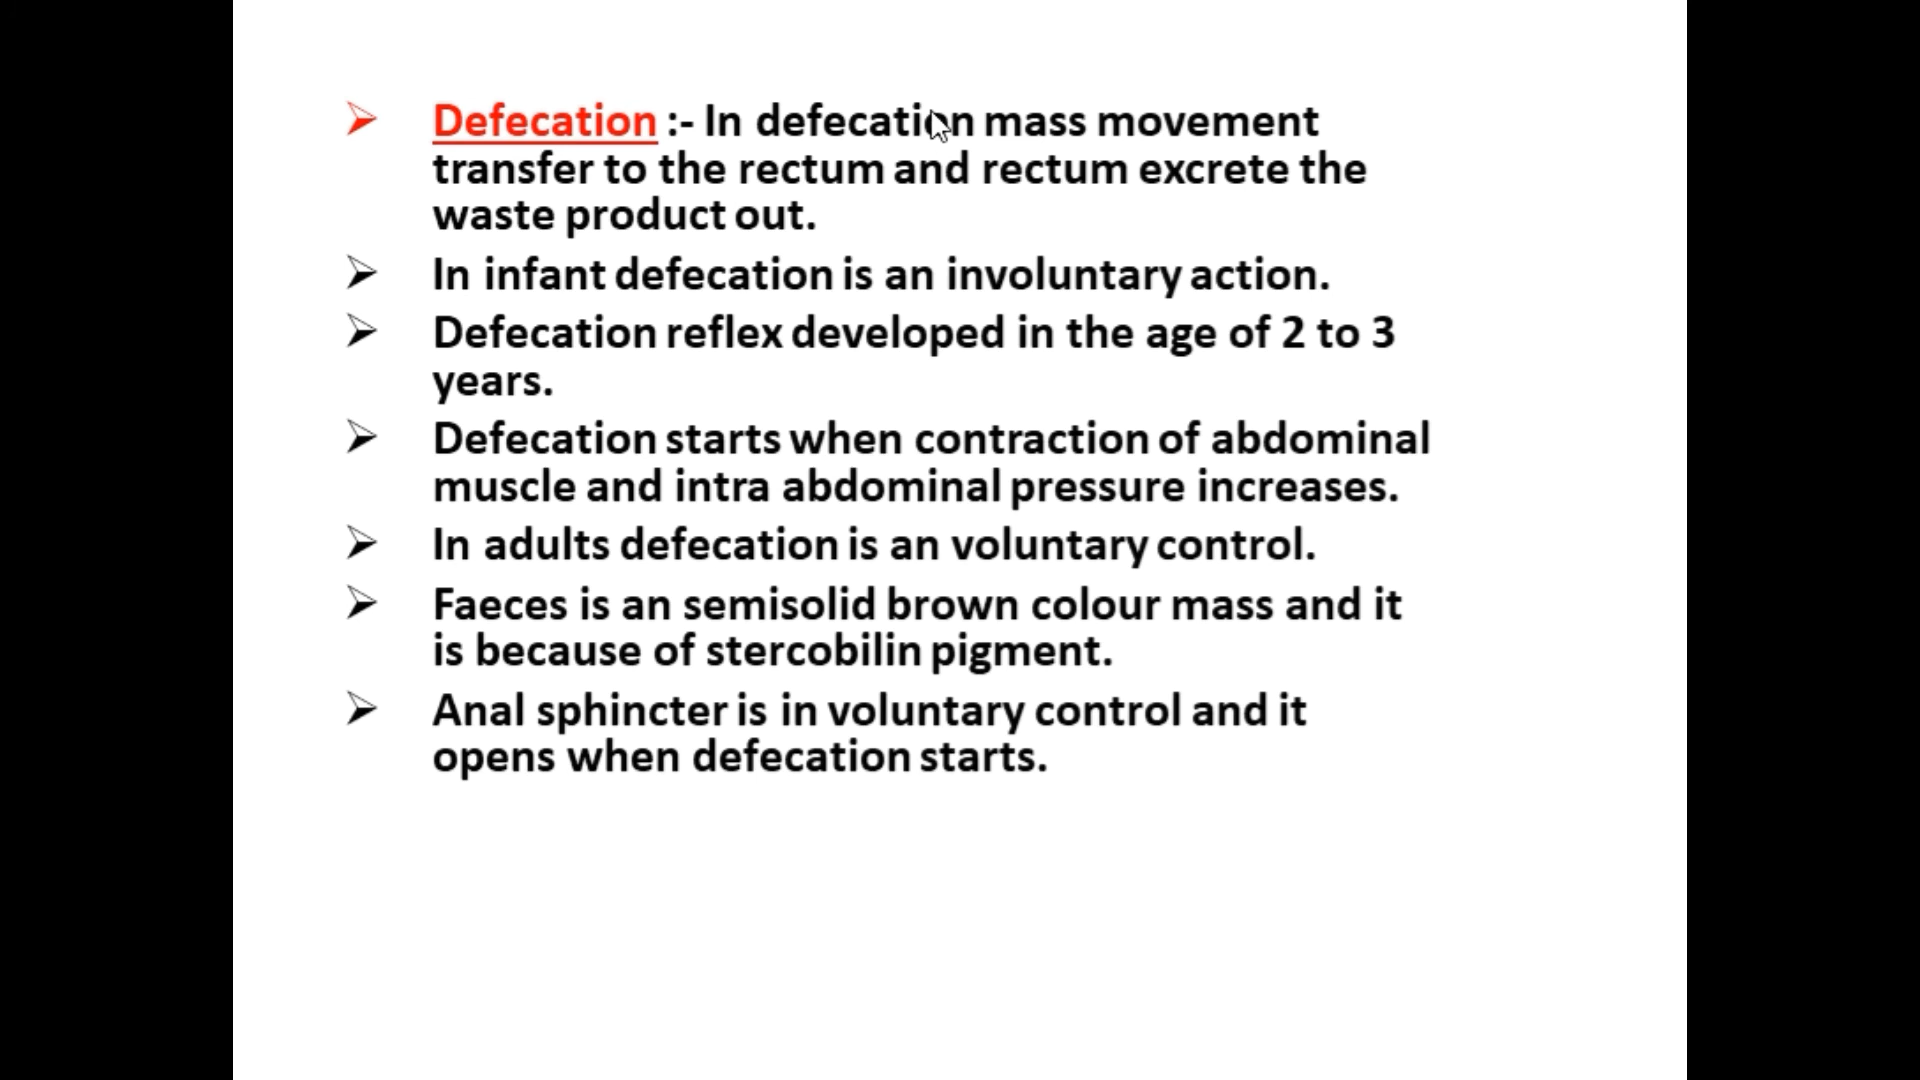 Defecation :- In defecation mass movement
transfer to the rectum and rectum excrete the
waste product out.
In infant defecation is an involuntary action.
Defecation reflex developed in the age of 2 to 3
years.
Defecation starts when contraction of abdominal
muscle and intra abdominal pressure increases.
In adults defecation is an voluntary control.
Faeces is an semisolid brown colour mass and it
is because of stercobilin pigment.
Anal sphincter is in voluntary control and it
opens when defecation starts.